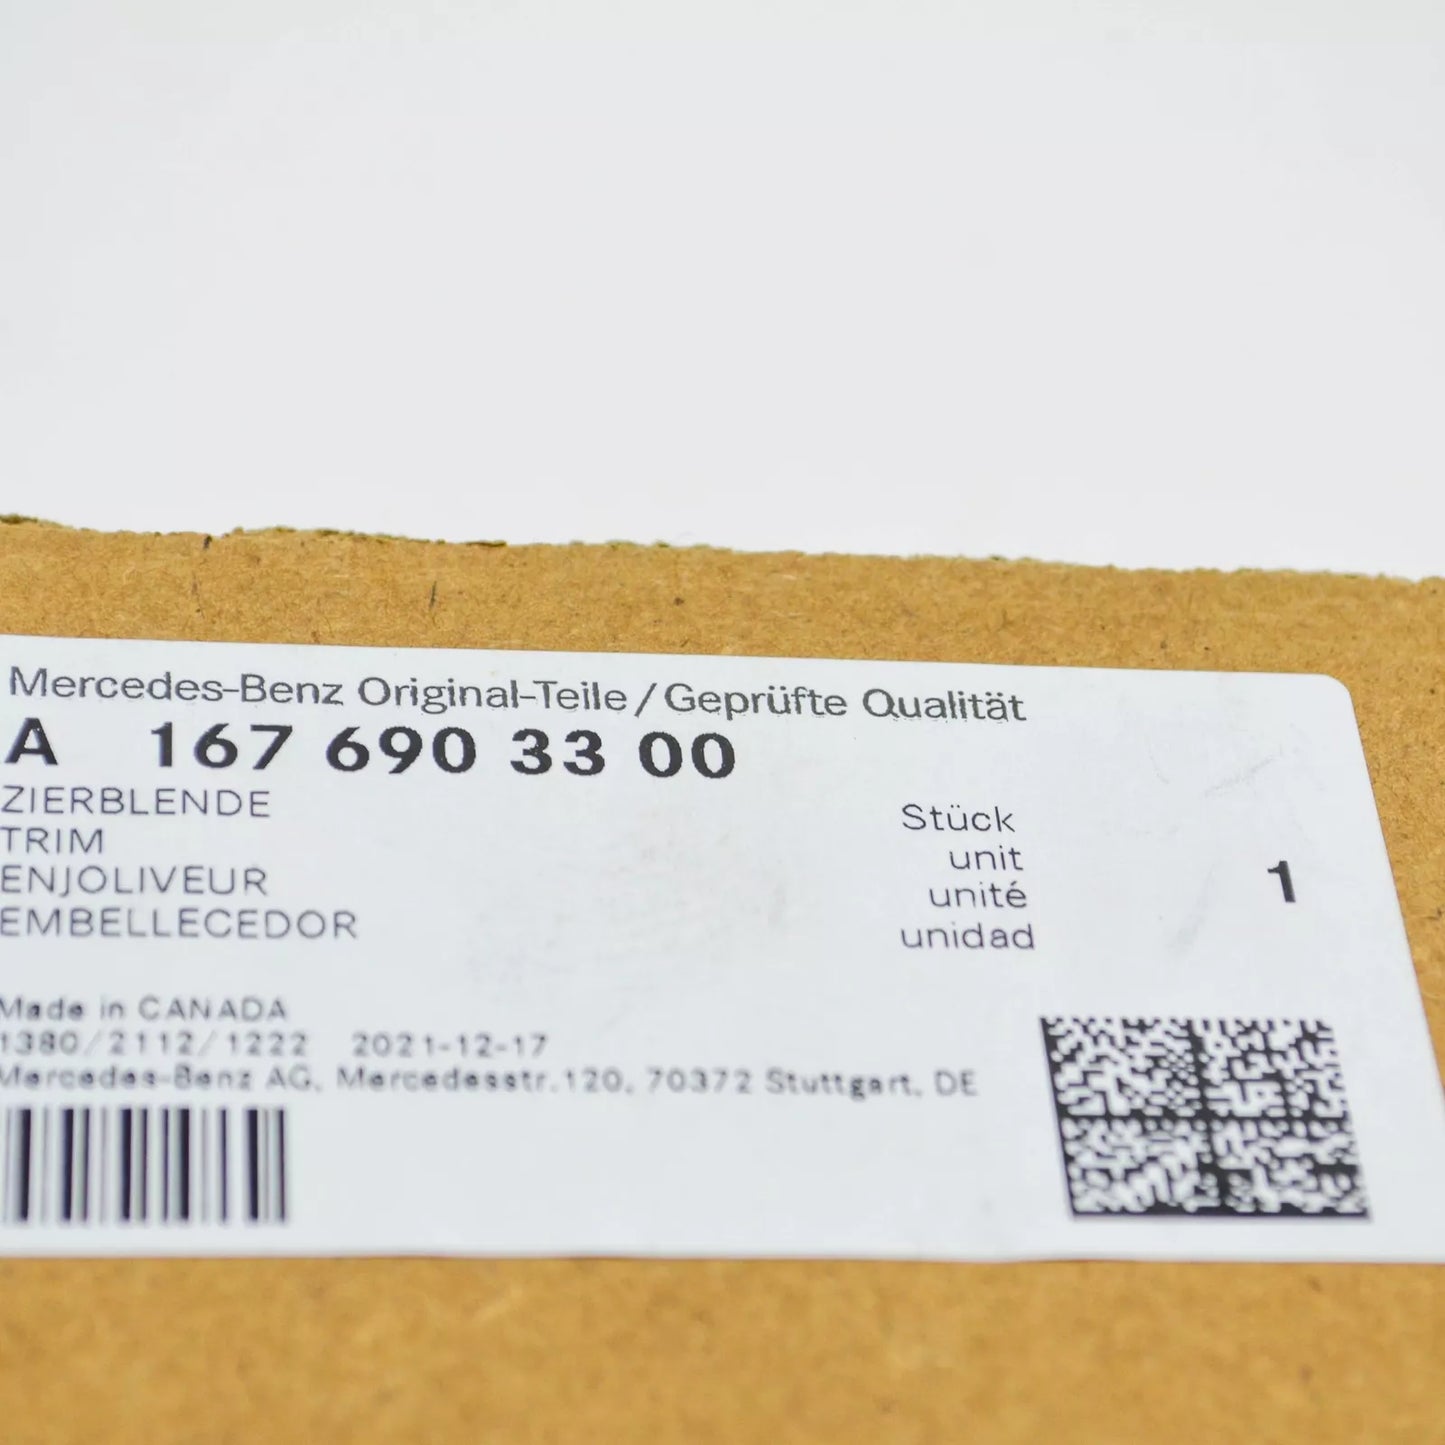 Mercedes-Benz Original-Teile/Geprüfte Qualität
A 167 690 33 00
ZIERBLENDE
TRIM
ENJOLIVEUR
EMBELLECEDOR
Stück
unit
unité
unidad
1
Made in CANADA
1380/2112/1222 2021-12-17
Mercedes-Benz AG, Mercedesstr.120, 70372 Stuttgart, DE